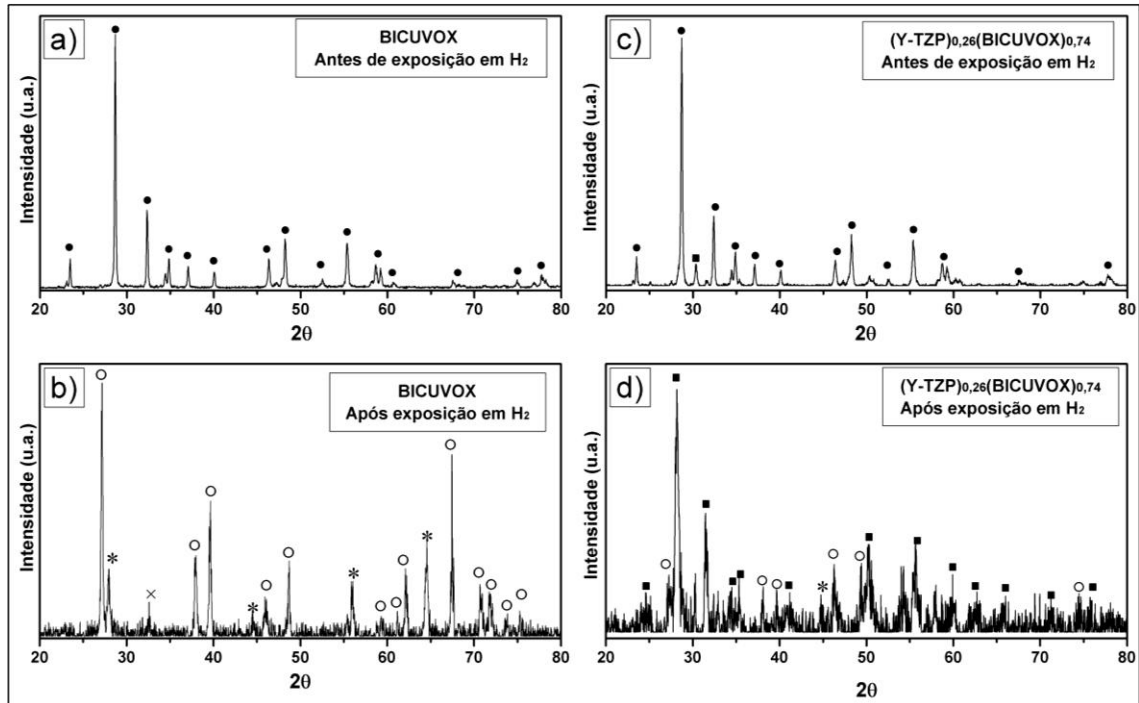 a)
BICUVOX
Antes de exposição em H₂
Intensidade (u.a.)
20 30 40 50 60 70 80
2θ
c)
(Y-TZP)₀,₂₆(BICUVOX)₀,₇₄
Antes de exposição em H₂
Intensidade (u.a.)
20 30 40 50 60 70 80
2θ
b)
BICUVOX
Após exposição em H₂
Intensidade (u.a.)
20 30 40 50 60 70 80
2θ
d)
(Y-TZP)₀,₂₆(BICUVOX)₀,₇₄
Após exposição em H₂
Intensidade (u.a.)
20 30 40 50 60 70 80
2θ